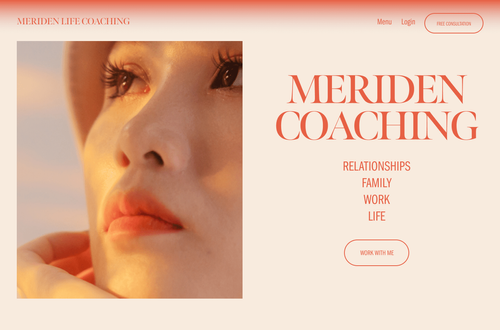 MERIDEN LIFE COACHING
Menu
Login
FREE CONSULTATION
MERIDEN
COACHING
RELATIONSHIPS
FAMILY
WORK
LIFE
WORK WITH ME